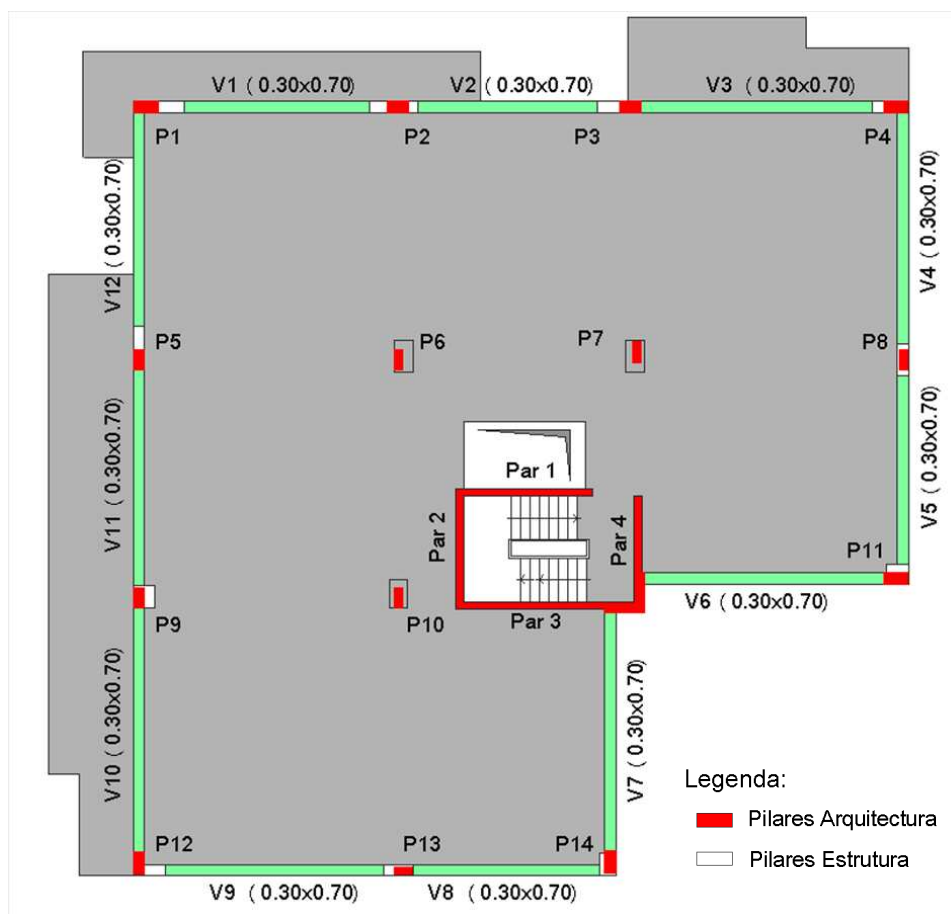 V1 ( 0.30x0.70)
V2 (0.30x0.70)
V3 (0.30x0.70)
P1
P2
P3
P4
V12 (0.30x0.70)
V4 (0.30x0.70)
P5
P6
P7
P8
V11 (0.30x0.70)
V5 (0.30x0.70)
Par 1
Par 2
Par 4
P11
P9
P10
Par 3
V6 (0.30x0.70)
V10 (0.30x0.70)
V7 (0.30x0.70)
Legenda:
Pilares Arquitectura
Pilares Estrutura
P12
P13
P14
V9 ( 0.30x0.70)
V8 ( 0.30x0.70)